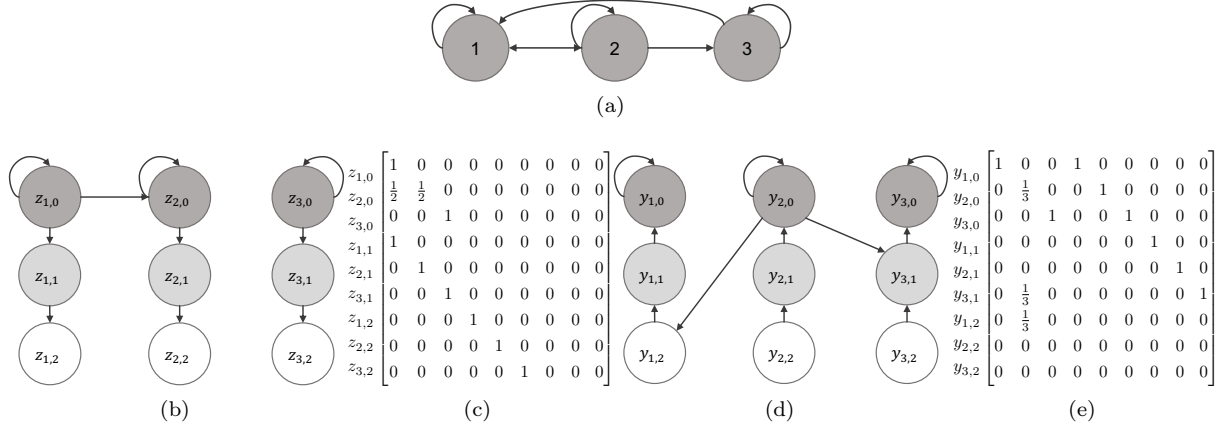 1 2 3
(a)
z1,0 z2,0 z3,0
z1,1 z2,1 z3,1
z1,2 z2,2 z3,2
(b)
z1,0 1 0 0 0 0 0 0 0 0
z2,0 1/2 1/2 0 0 0 0 0 0 0
z3,0 0 0 1 0 0 0 0 0 0
z1,1 1 0 0 0 0 0 0 0 0
z2,1 0 1 0 0 0 0 0 0 0
z3,1 0 0 1 0 0 0 0 0 0
z1,2 0 0 0 1 0 0 0 0 0
z2,2 0 0 0 0 1 0 0 0 0
z3,2 0 0 0 0 0 1 0 0 0
(c)
y1,0 y2,0 y3,0
y1,1 y2,1 y3,1
y1,2 y2,2 y3,2
(d)
y1,0 1 0 0 1 0 0 0 0 0
y2,0 0 1/3 0 0 1 0 0 0 0
y3,0 0 0 1 0 0 1 0 0 0
y1,1 0 0 0 0 0 0 1 0 0
y2,1 0 0 0 0 0 0 0 1 0
y3,1 0 1/3 0 0 0 0 0 0 1
y1,2 0 1/3 0 0 0 0 0 0 0
y2,2 0 0 0 0 0 0 0 0 0
y3,2 0 0 0 0 0 0 0 0 0
(e)